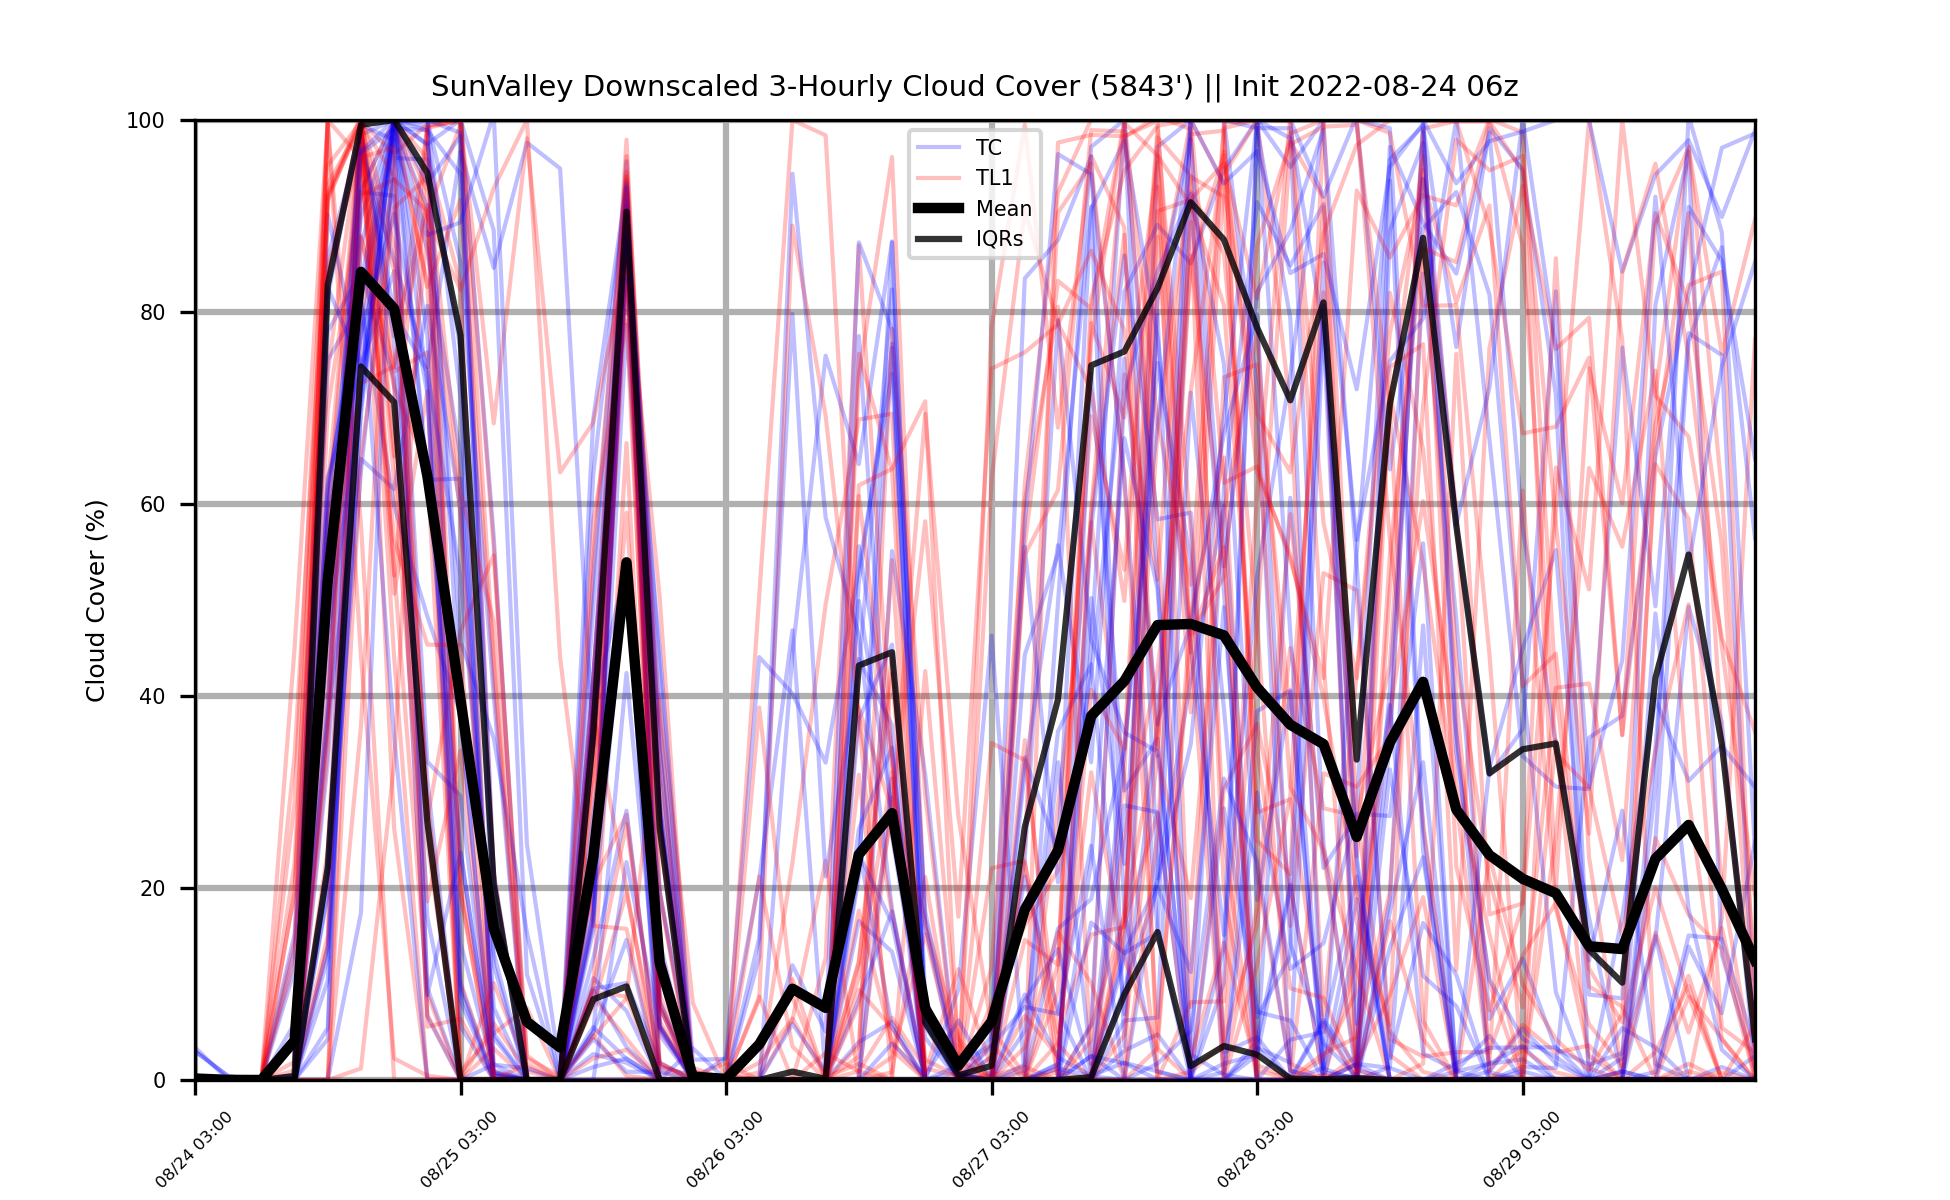 SunValley Downscaled 3-Hourly Cloud Cover (5843') || Init 2022-08-24 06z
TC
TL1
Mean
IQRs
Cloud Cover (%)
100
80
60
40
20
0
08/24 03:00
08/25 03:00
08/26 03:00
08/27 03:00
08/28 03:00
08/29 03:00